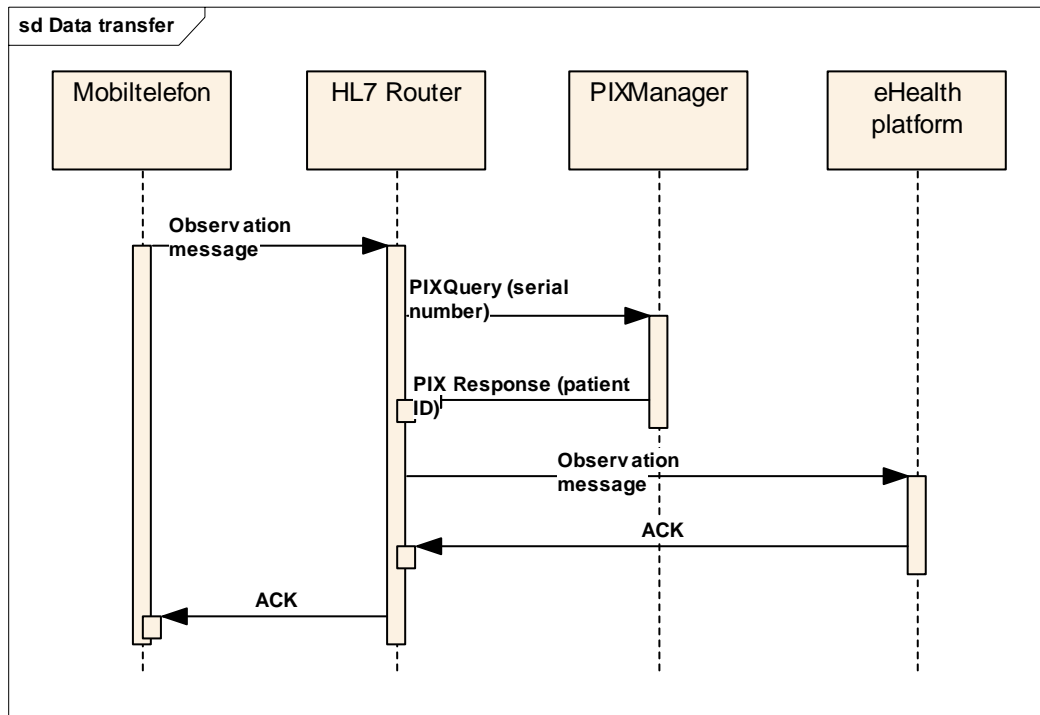 sd Data transfer
Mobiltelefon
HL7 Router
PIXManager
eHealth
platform
Observation
message
PIXQuery (serial
number)
PIX Response (patient
ID)
Observation
message
ACK
ACK